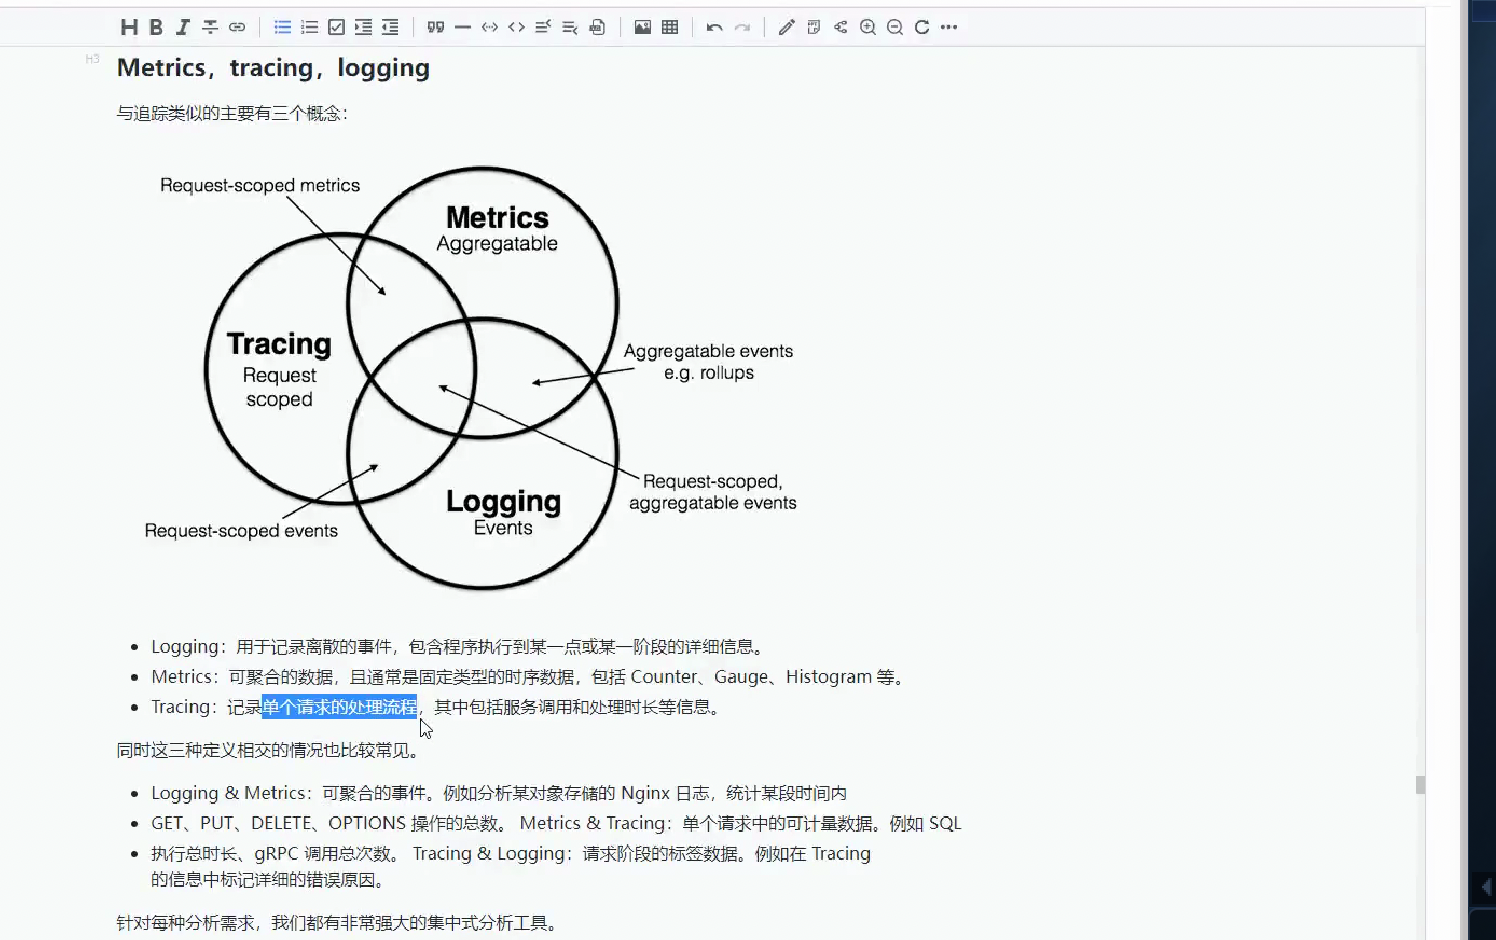 H3
Metrics，tracing，logging
与追踪类似的主要有三个概念：
Request-scoped metrics
Metrics
Aggregatable
Tracing
Request
scoped
Aggregatable events
e.g. rollups
Request-scoped,
aggregatable events
Logging
Events
Request-scoped events
Logging：用于记录离散的事件，包含程序执行到某一点或某一阶段的详细信息。
Metrics：可聚合的数据，且通常是固定类型的时序数据，包括 Counter、Gauge、Histogram 等。
Tracing：记录单个请求的处理流程，其中包括服务调用和处理时长等信息。
同时这三种定义相交的情况也比较常见。
Logging & Metrics：可聚合的事件。例如分析某对象存储的 Nginx 日志，统计某段时间内
GET、PUT、DELETE、OPTIONS 操作的总数。 Metrics & Tracing：单个请求中的可计量数据。例如 SQL
执行总时长、gRPC 调用总次数。 Tracing & Logging：请求阶段的标签数据。例如在 Tracing
的信息中标记详细的错误原因。
针对每种分析需求，我们都有非常强大的集中式分析工具。